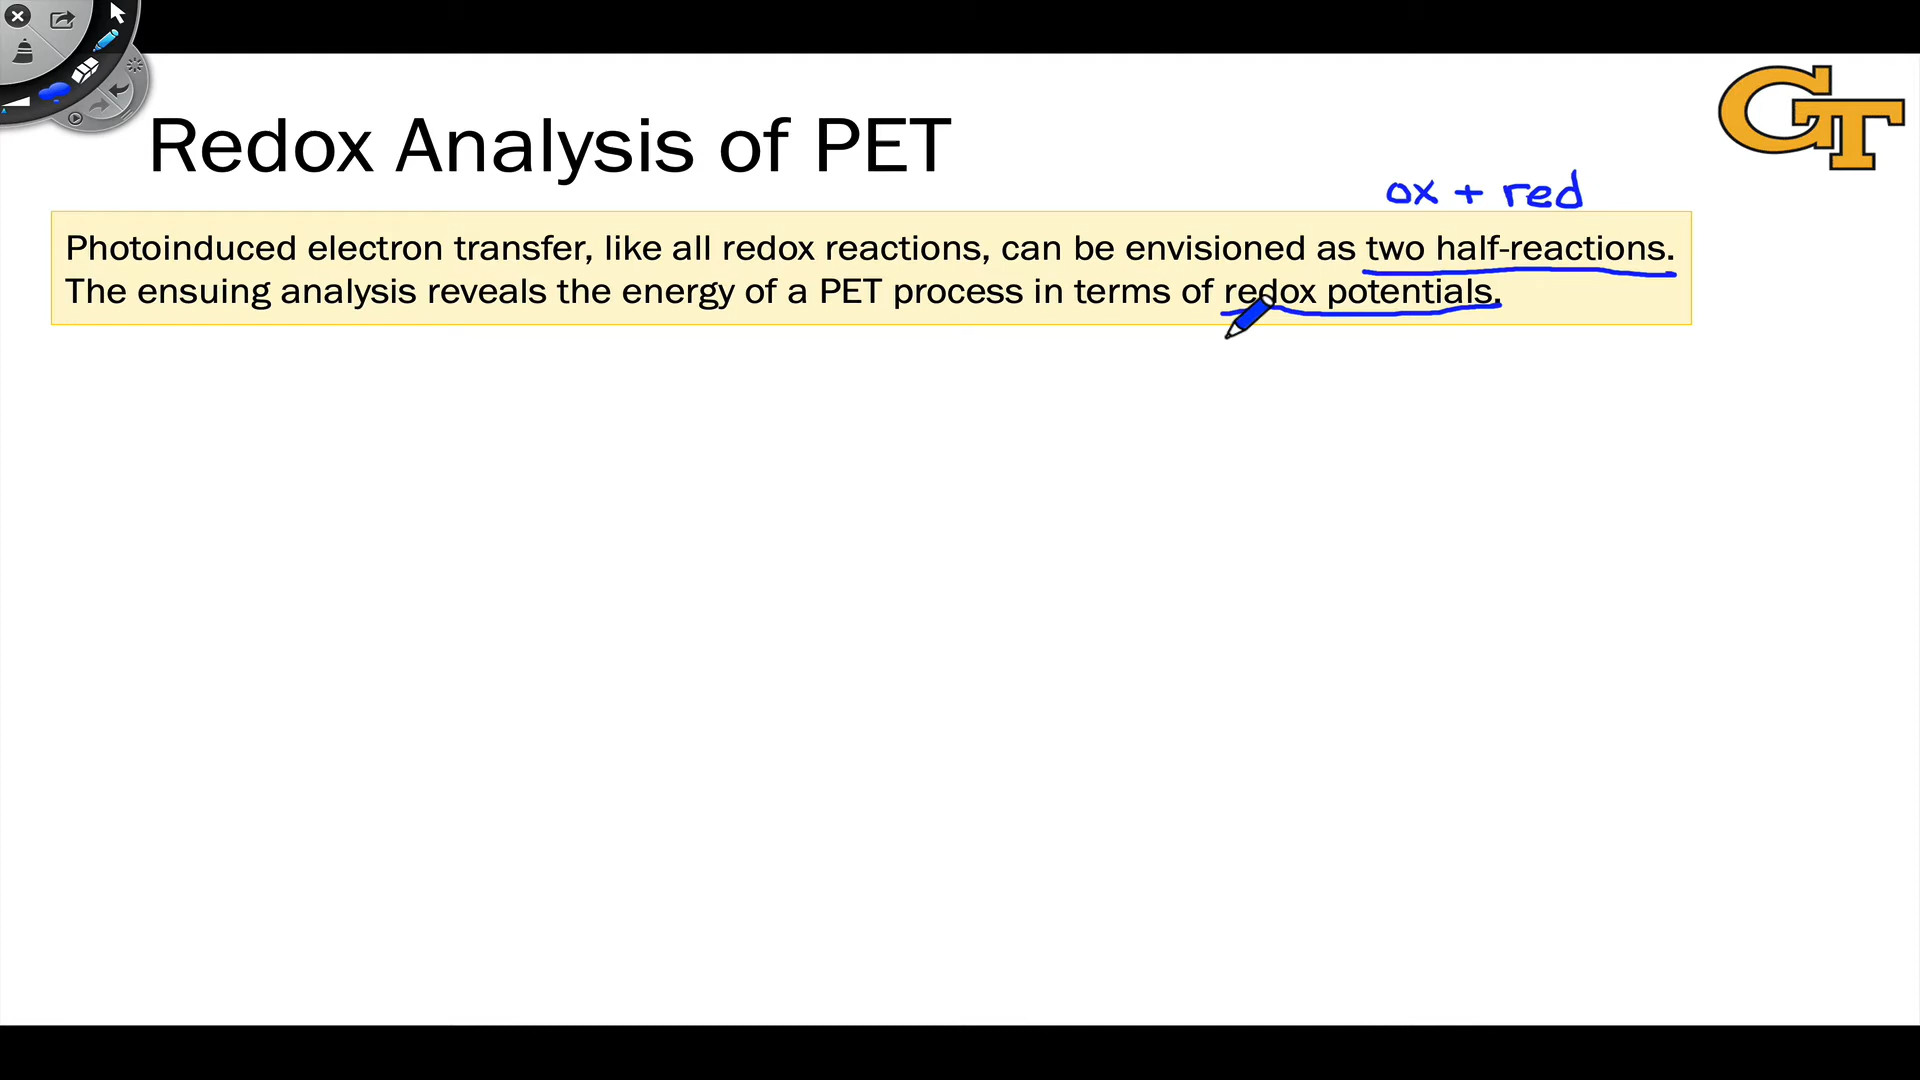 GT
Redox Analysis of PET
ox + red
Photoinduced electron transfer, like all redox reactions, can be envisioned as two half-reactions.
The ensuing analysis reveals the energy of a PET process in terms of redox potentials.